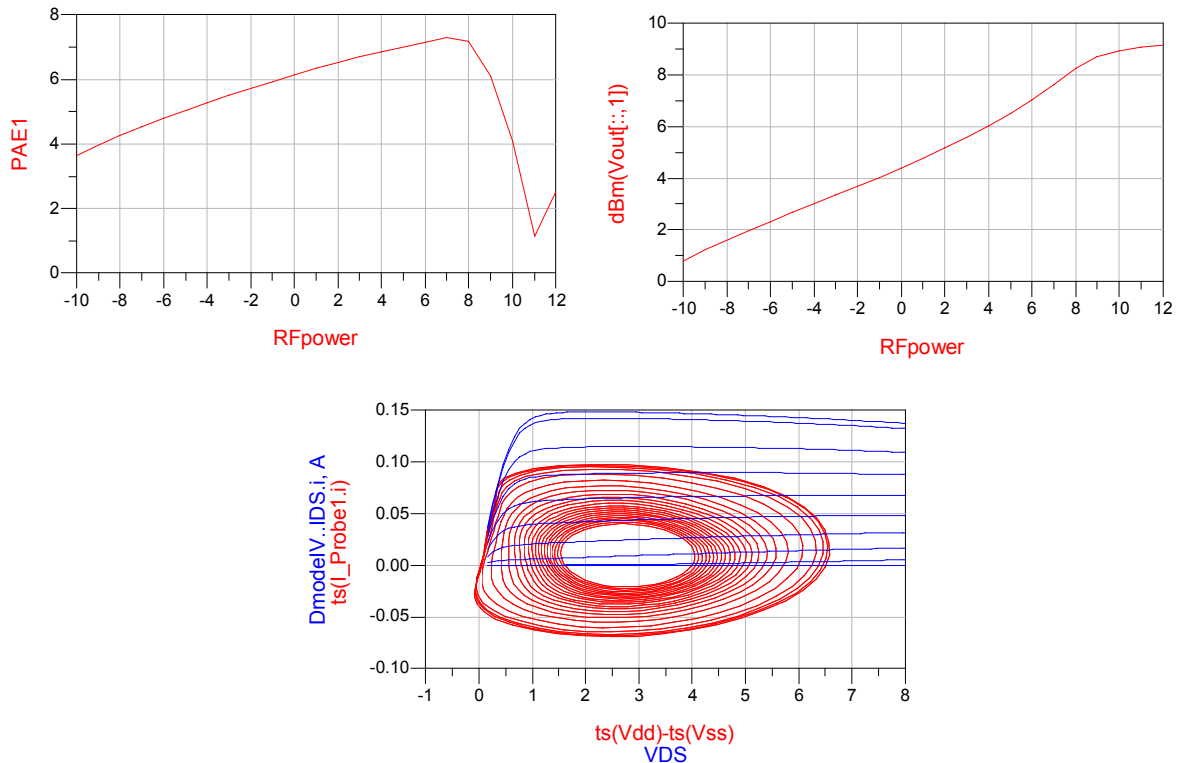 8
6
4
2
0
PAE1
-10 -8 -6 -4 -2 0 2 4 6 8 10 12
RFpower
10
8
6
4
2
0
dBm(Vout[::,1])
-10 -8 -6 -4 -2 0 2 4 6 8 10 12
RFpower
0.15
0.10
0.05
0.00
-0.05
-0.10
DmodeIV..IDS.i, A
ts(I_Probe1.i)
-1 0 1 2 3 4 5 6 7 8
ts(Vdd)-ts(Vss)
VDS